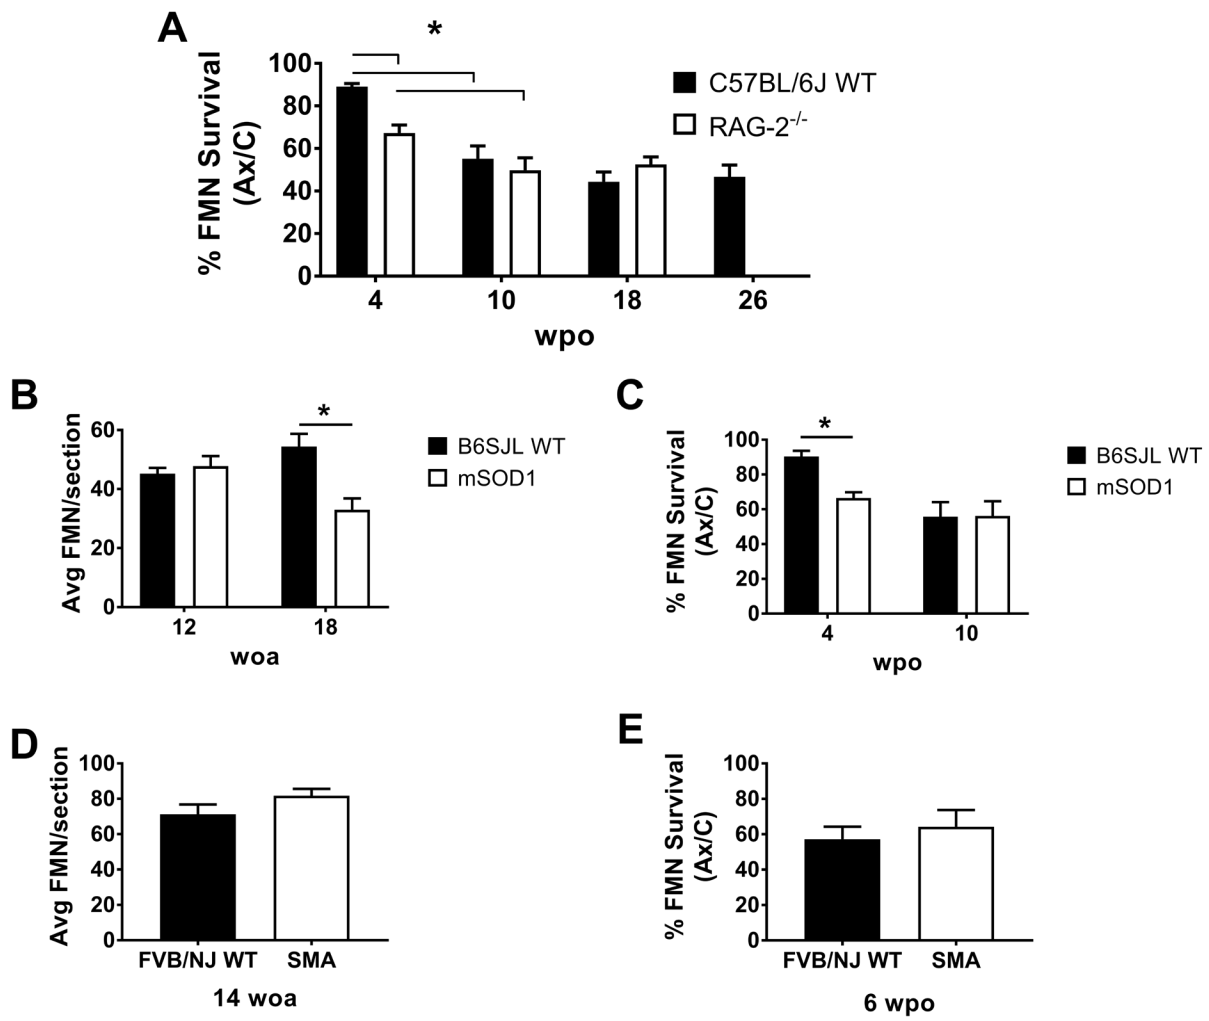 A
*
% FMN Survival
(Ax/C)
100
80
60
40
20
0
4 10 18 26
wpo
C57BL/6J WT
RAG-2-/-
B
*
Avg FMN/section
60
40
20
0
12 18
woa
B6SJL WT
mSOD1
C
*
% FMN Survival
(Ax/C)
100
80
60
40
20
0
4 10
wpo
B6SJL WT
mSOD1
D
Avg FMN/section
100
80
60
40
20
0
FVB/NJ WT SMA
14 woa
E
% FMN Survival
(Ax/C)
100
80
60
40
20
0
FVB/NJ WT SMA
6 wpo